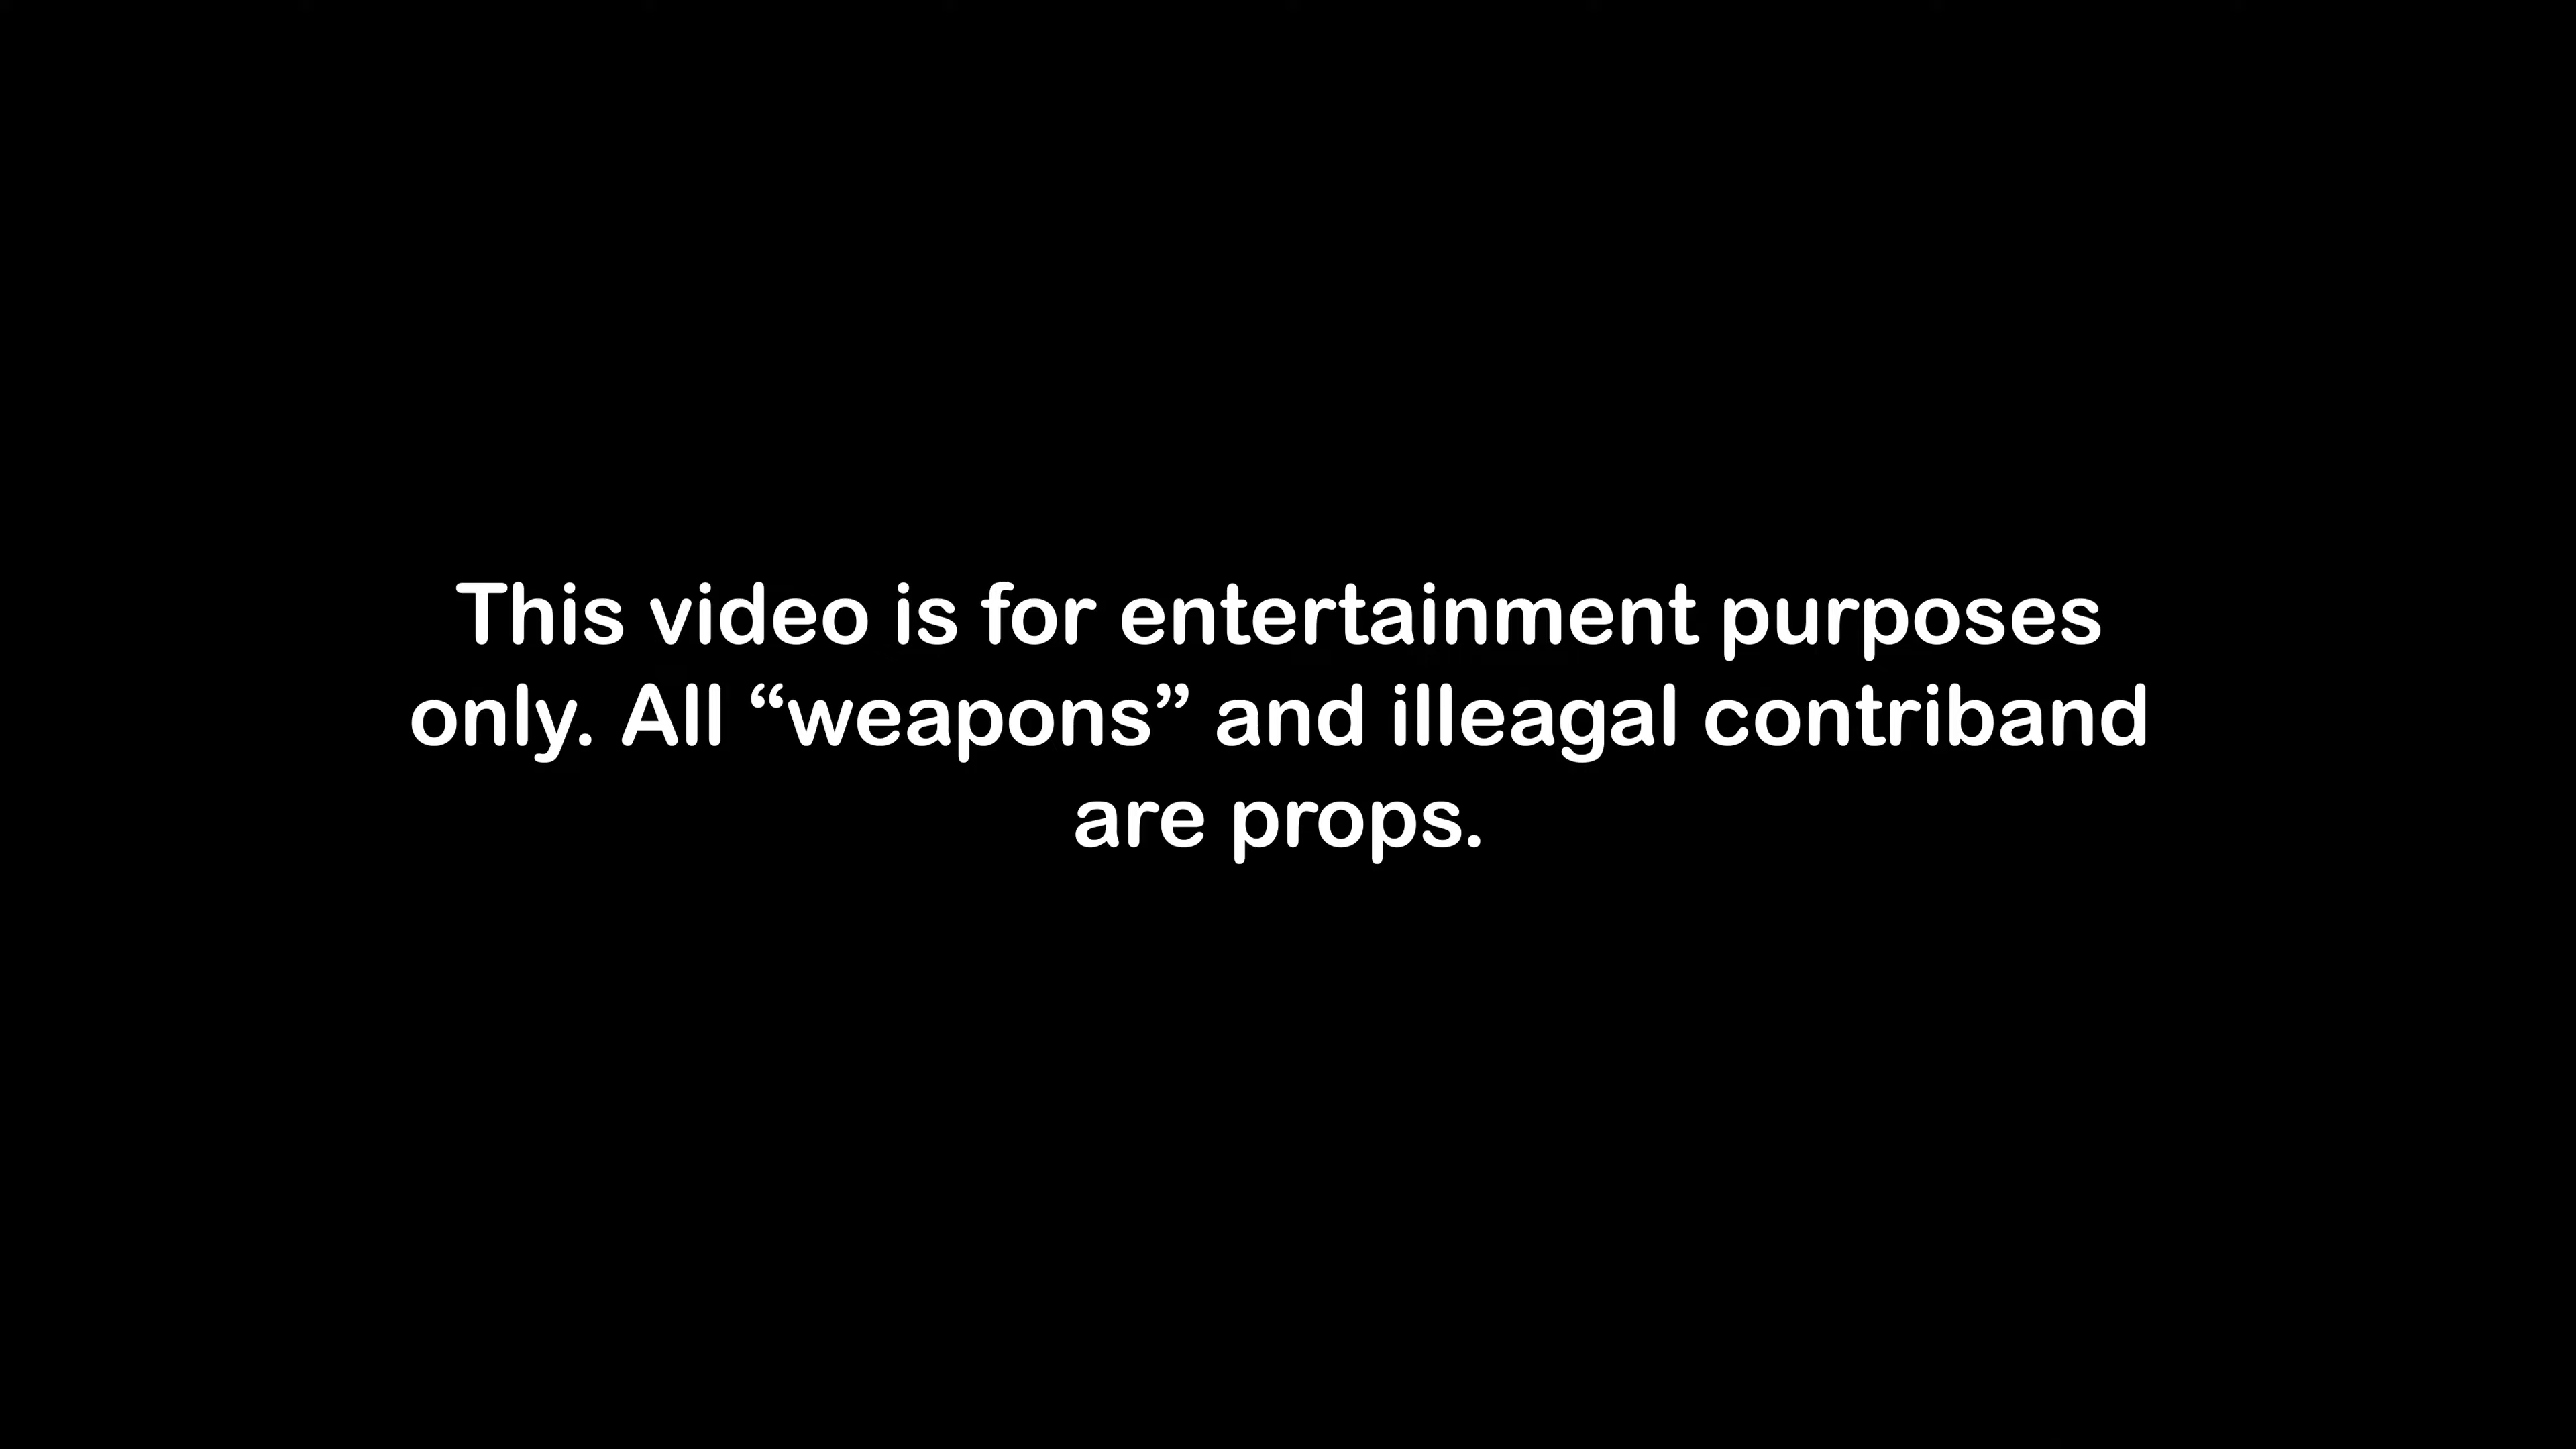 This video is for entertainment purposes
only. All “weapons” and illeagal contriband
are props.